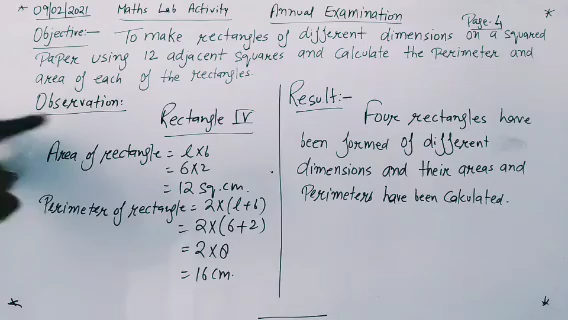 09/02/2021 Maths Lab Activity Annual Examination
Page-4
Objective:- To make rectangles of different dimensions on a squared
paper using 12 adjacent squares and calculate the perimeter and
area of each of the rectangles.
Observation:
Rectangle IV
Area of rectangle = l×b
= 6×2
= 12 sq. cm.
Perimeter of rectangle = 2×(l+b)
= 2×(6+2)
= 2×8
= 16 cm.
Result:-
Four rectangles have
been formed of different
dimensions and their areas and
Perimeters have been calculated.